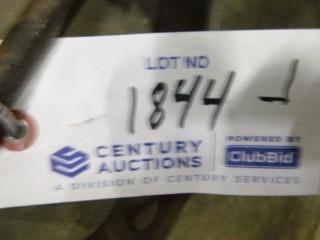 LOT NO
1844-1
CENTURY AUCTIONS
POWERED BY
ClubBid
A DIVISION OF CENTURY SERVICES